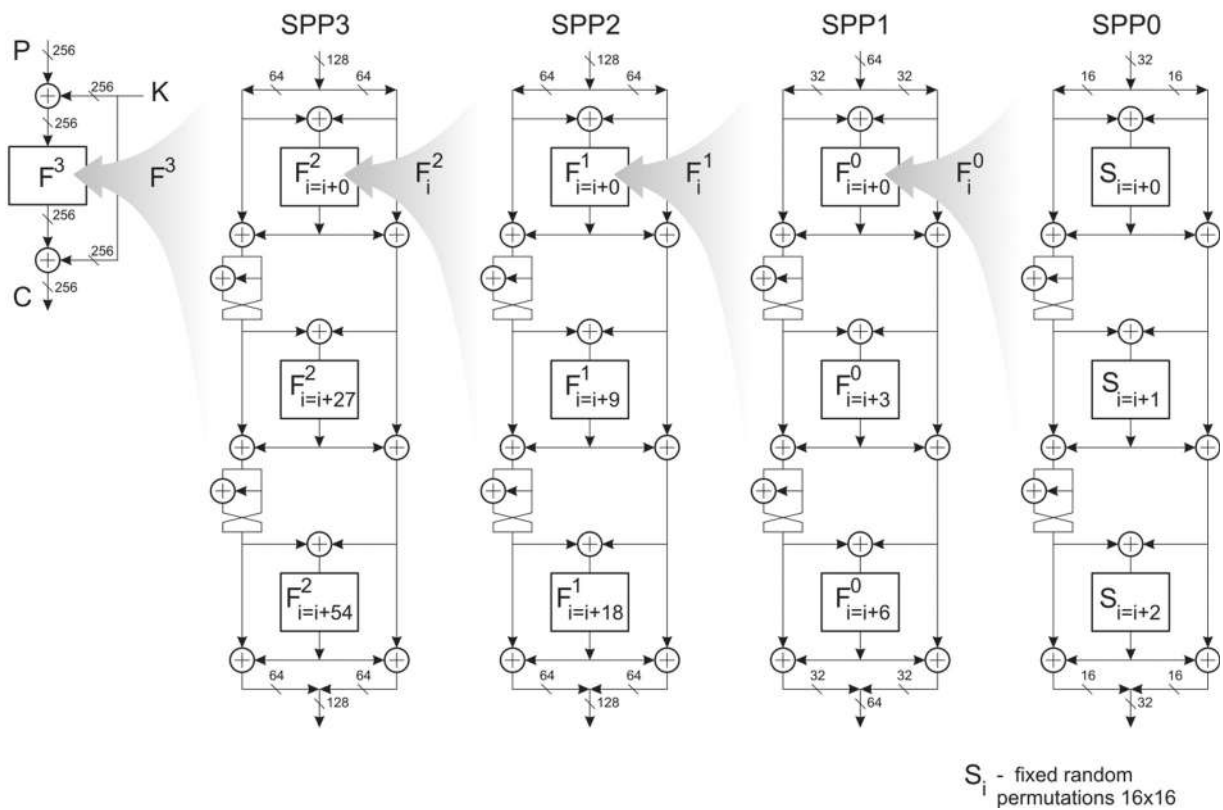 SPP3
SPP2
SPP1
SPP0
P
256
256
K
256
F³
F³
256
256
C
256
128
64
64
F²ᵢ₌ᵢ₊₀
F²ᵢ
F²ᵢ₌ᵢ₊₂₇
F²ᵢ₌ᵢ₊₅₄
64
64
128
128
64
64
F¹ᵢ₌ᵢ₊₀
F¹ᵢ
F¹ᵢ₌ᵢ₊₉
F¹ᵢ₌ᵢ₊₁₈
64
64
128
64
32
32
F⁰ᵢ₌ᵢ₊₀
F⁰ᵢ
F⁰ᵢ₌ᵢ₊₃
F⁰ᵢ₌ᵢ₊₆
32
32
64
32
16
16
Sᵢ₌ᵢ₊₀
Sᵢ₌ᵢ₊₁
Sᵢ₌ᵢ₊₂
16
16
32
Sᵢ - fixed random
permutations 16x16